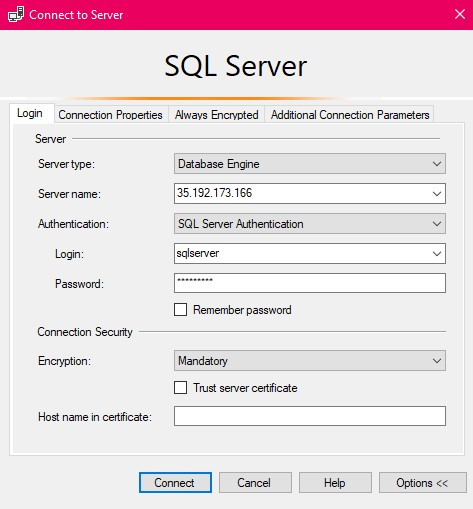 Connect to Server
SQL Server
Login Connection Properties Always Encrypted Additional Connection Parameters
Server
Server type: Database Engine
Server name: 35.192.173.166
Authentication: SQL Server Authentication
Login: sqlserver
Password: *********
Remember password
Connection Security
Encryption: Mandatory
Trust server certificate
Host name in certificate:
Connect Cancel Help Options <<